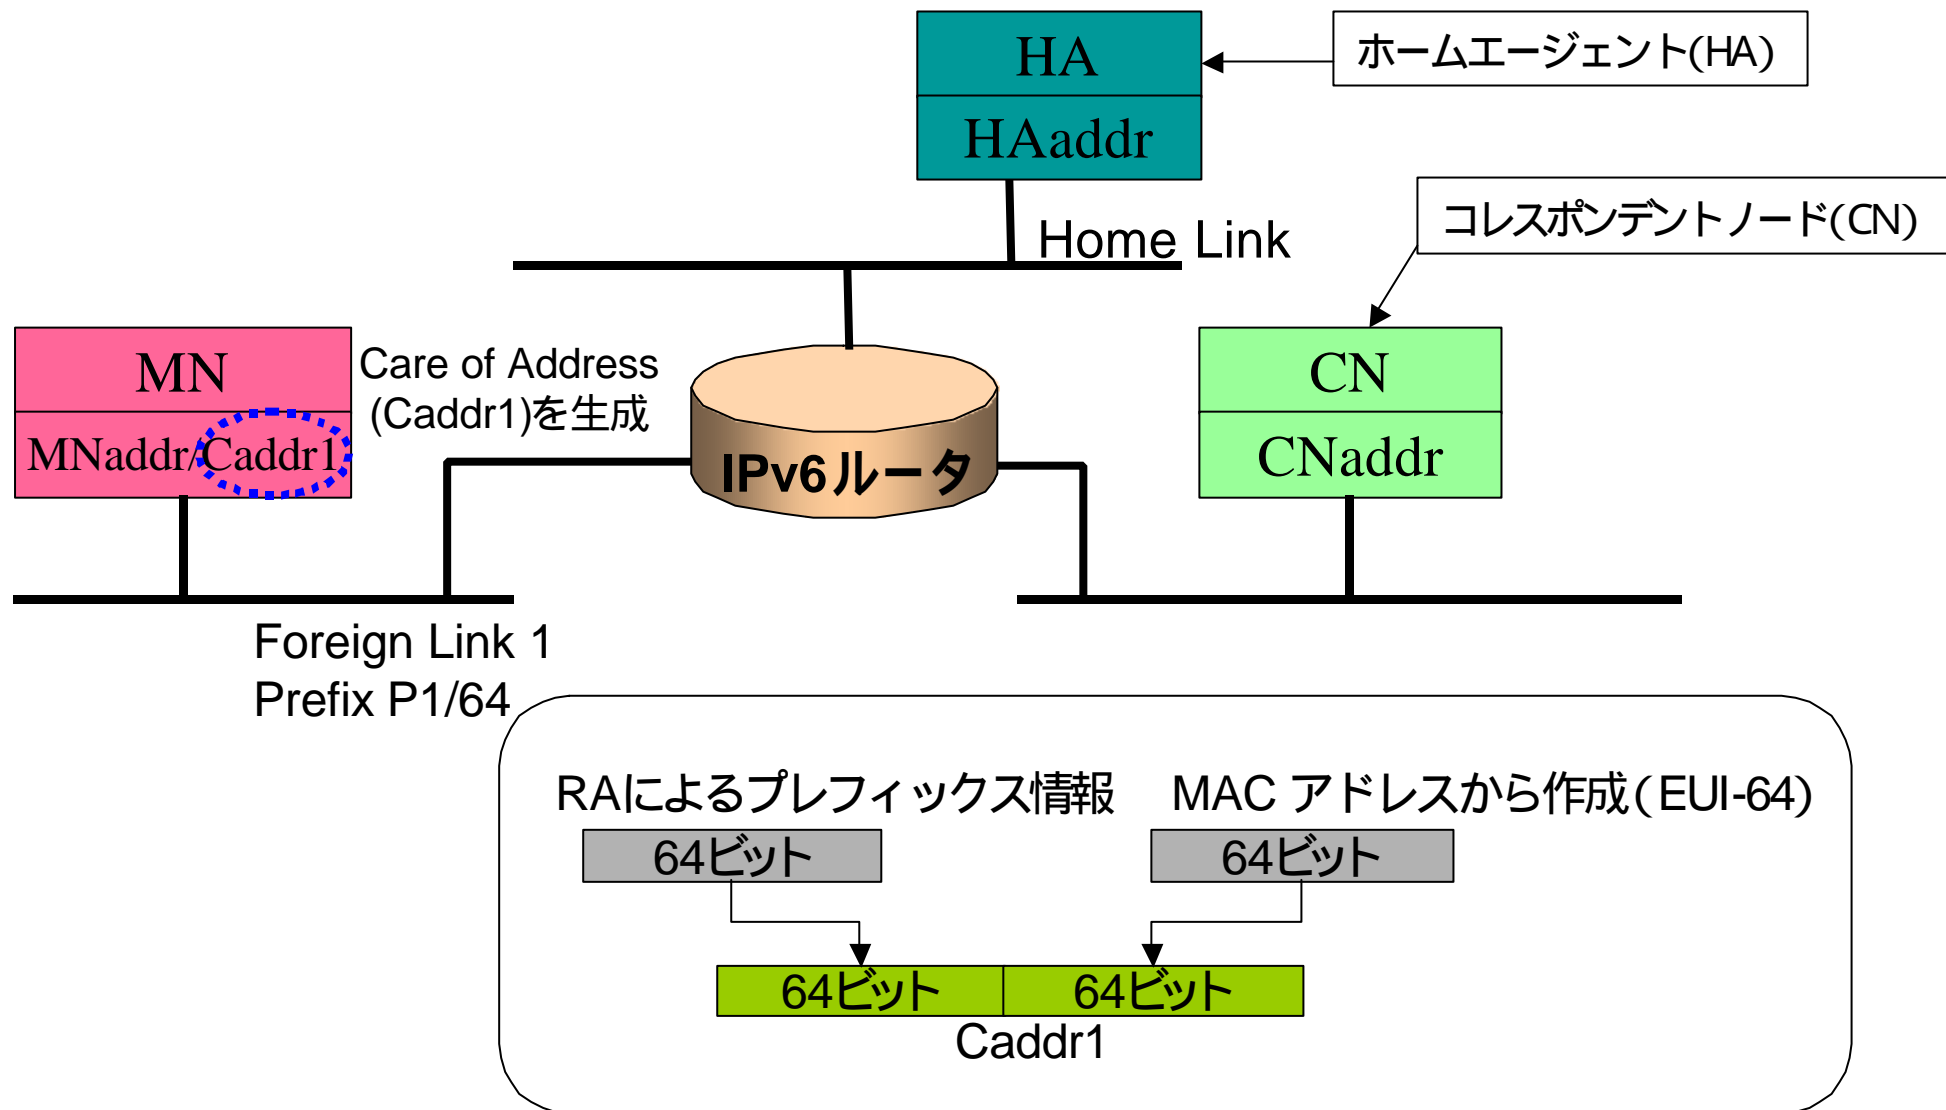 HA
HAaddr
ホームエージェント(HA)
Home Link
コレスポンデントノード(CN)
MN
MNaddr/Caddr1
Care of Address
(Caddr1)を生成
IPv6ルータ
CN
CNaddr
Foreign Link 1
Prefix P1/64
RAによるプレフィックス情報
MAC アドレスから作成(EUI-64)
64ビット
64ビット
64ビット
64ビット
Caddr1